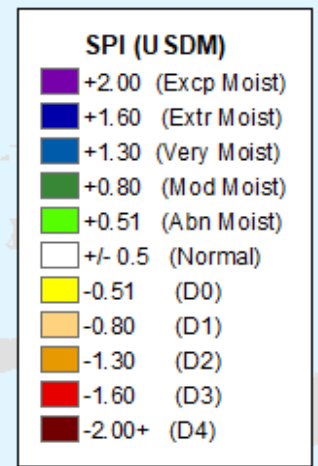 SPI (USDM)
+2.00 (Excp Moist)
+1.60 (Extr Moist)
+1.30 (Very Moist)
+0.80 (Mod Moist)
+0.51 (Abn Moist)
+/- 0.5 (Normal)
-0.51 (D0)
-0.80 (D1)
-1.30 (D2)
-1.60 (D3)
-2.00+ (D4)